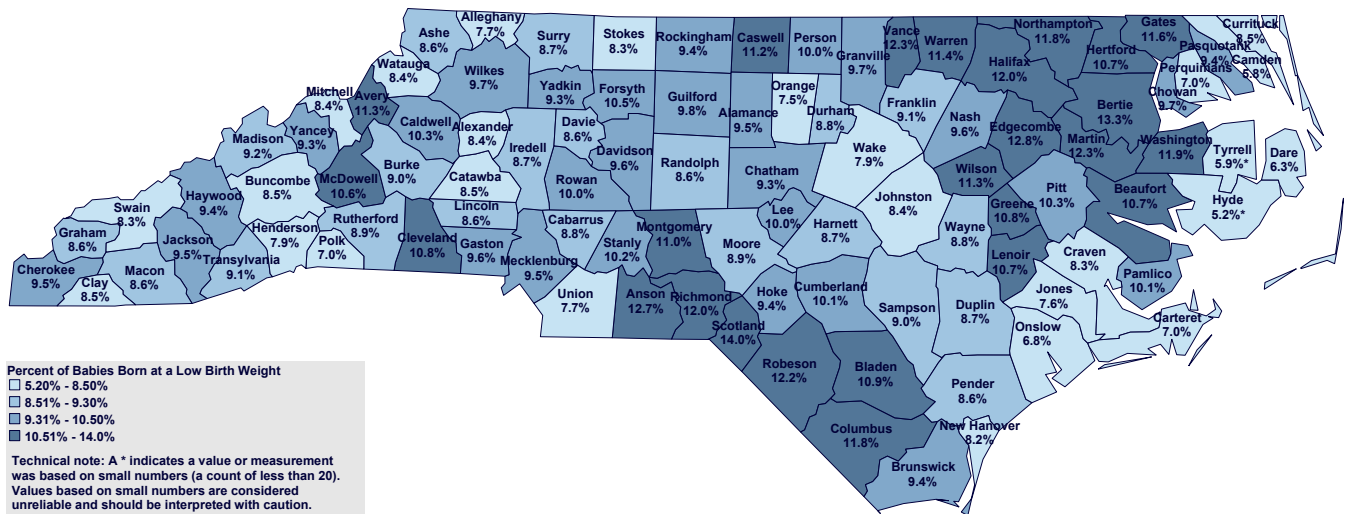 Alleghany
7.7%
Ashe
8.6%
Surry
8.7%
Stokes
8.3%
Rockingham
9.4%
Caswell
11.2%
Person
10.0%
Granville
9.7%
Vance
12.3%
Warren
11.4%
Northampton
11.8%
Gates
11.6%
Currituck
8.5%
Hertford
10.7%
Pasquotank
9.4%
Camden
5.8%
Perquimans
7.0%
Chowan
9.7%
Halifax
12.0%
Bertie
13.3%
Watauga
8.4%
Wilkes
9.7%
Yadkin
9.3%
Forsyth
10.5%
Guilford
9.8%
Alamance
9.5%
Orange
7.5%
Durham
8.8%
Franklin
9.1%
Nash
9.6%
Edgecombe
12.8%
Martin
12.3%
Washington
11.9%
Tyrrell
5.9%*
Dare
6.3%
Mitchell
8.4%
Avery
11.3%
Caldwell
10.3%
Alexander
8.4%
Iredell
8.7%
Davie
8.6%
Davidson
9.6%
Randolph
8.6%
Chatham
9.3%
Wake
7.9%
Wilson
11.3%
Pitt
10.3%
Beaufort
10.7%
Hyde
5.2%*
Madison
9.2%
Yancey
9.3%
Burke
9.0%
McDowell
10.6%
Catawba
8.5%
Rowan
10.0%
Johnston
8.4%
Greene
10.8%
Haywood
9.4%
Buncombe
8.5%
Swain
8.3%
Rutherford
8.9%
Lincoln
8.6%
Cabarrus
8.8%
Stanly
10.2%
Montgomery
11.0%
Moore
8.9%
Lee
10.0%
Harnett
8.7%
Wayne
8.8%
Lenoir
10.7%
Craven
8.3%
Pamlico
10.1%
Graham
8.6%
Jackson
9.5%
Henderson
7.9%
Polk
7.0%
Cleveland
10.8%
Gaston
9.6%
Mecklenburg
9.5%
Cherokee
9.5%
Clay
8.5%
Macon
8.6%
Transylvania
9.1%
Union
7.7%
Anson
12.7%
Richmond
12.0%
Scotland
14.0%
Hoke
9.4%
Cumberland
10.1%
Sampson
9.0%
Duplin
8.7%
Jones
7.6%
Onslow
6.8%
Carteret
7.0%
Robeson
12.2%
Bladen
10.9%
Pender
8.6%
Columbus
11.8%
New Hanover
8.2%
Brunswick
9.4%
Percent of Babies Born at a Low Birth Weight
5.20% - 8.50%
8.51% - 9.30%
9.31% - 10.50%
10.51% - 14.0%
Technical note: A * indicates a value or measurement
was based on small numbers (a count of less than 20).
Values based on small numbers are considered
unreliable and should be interpreted with caution.